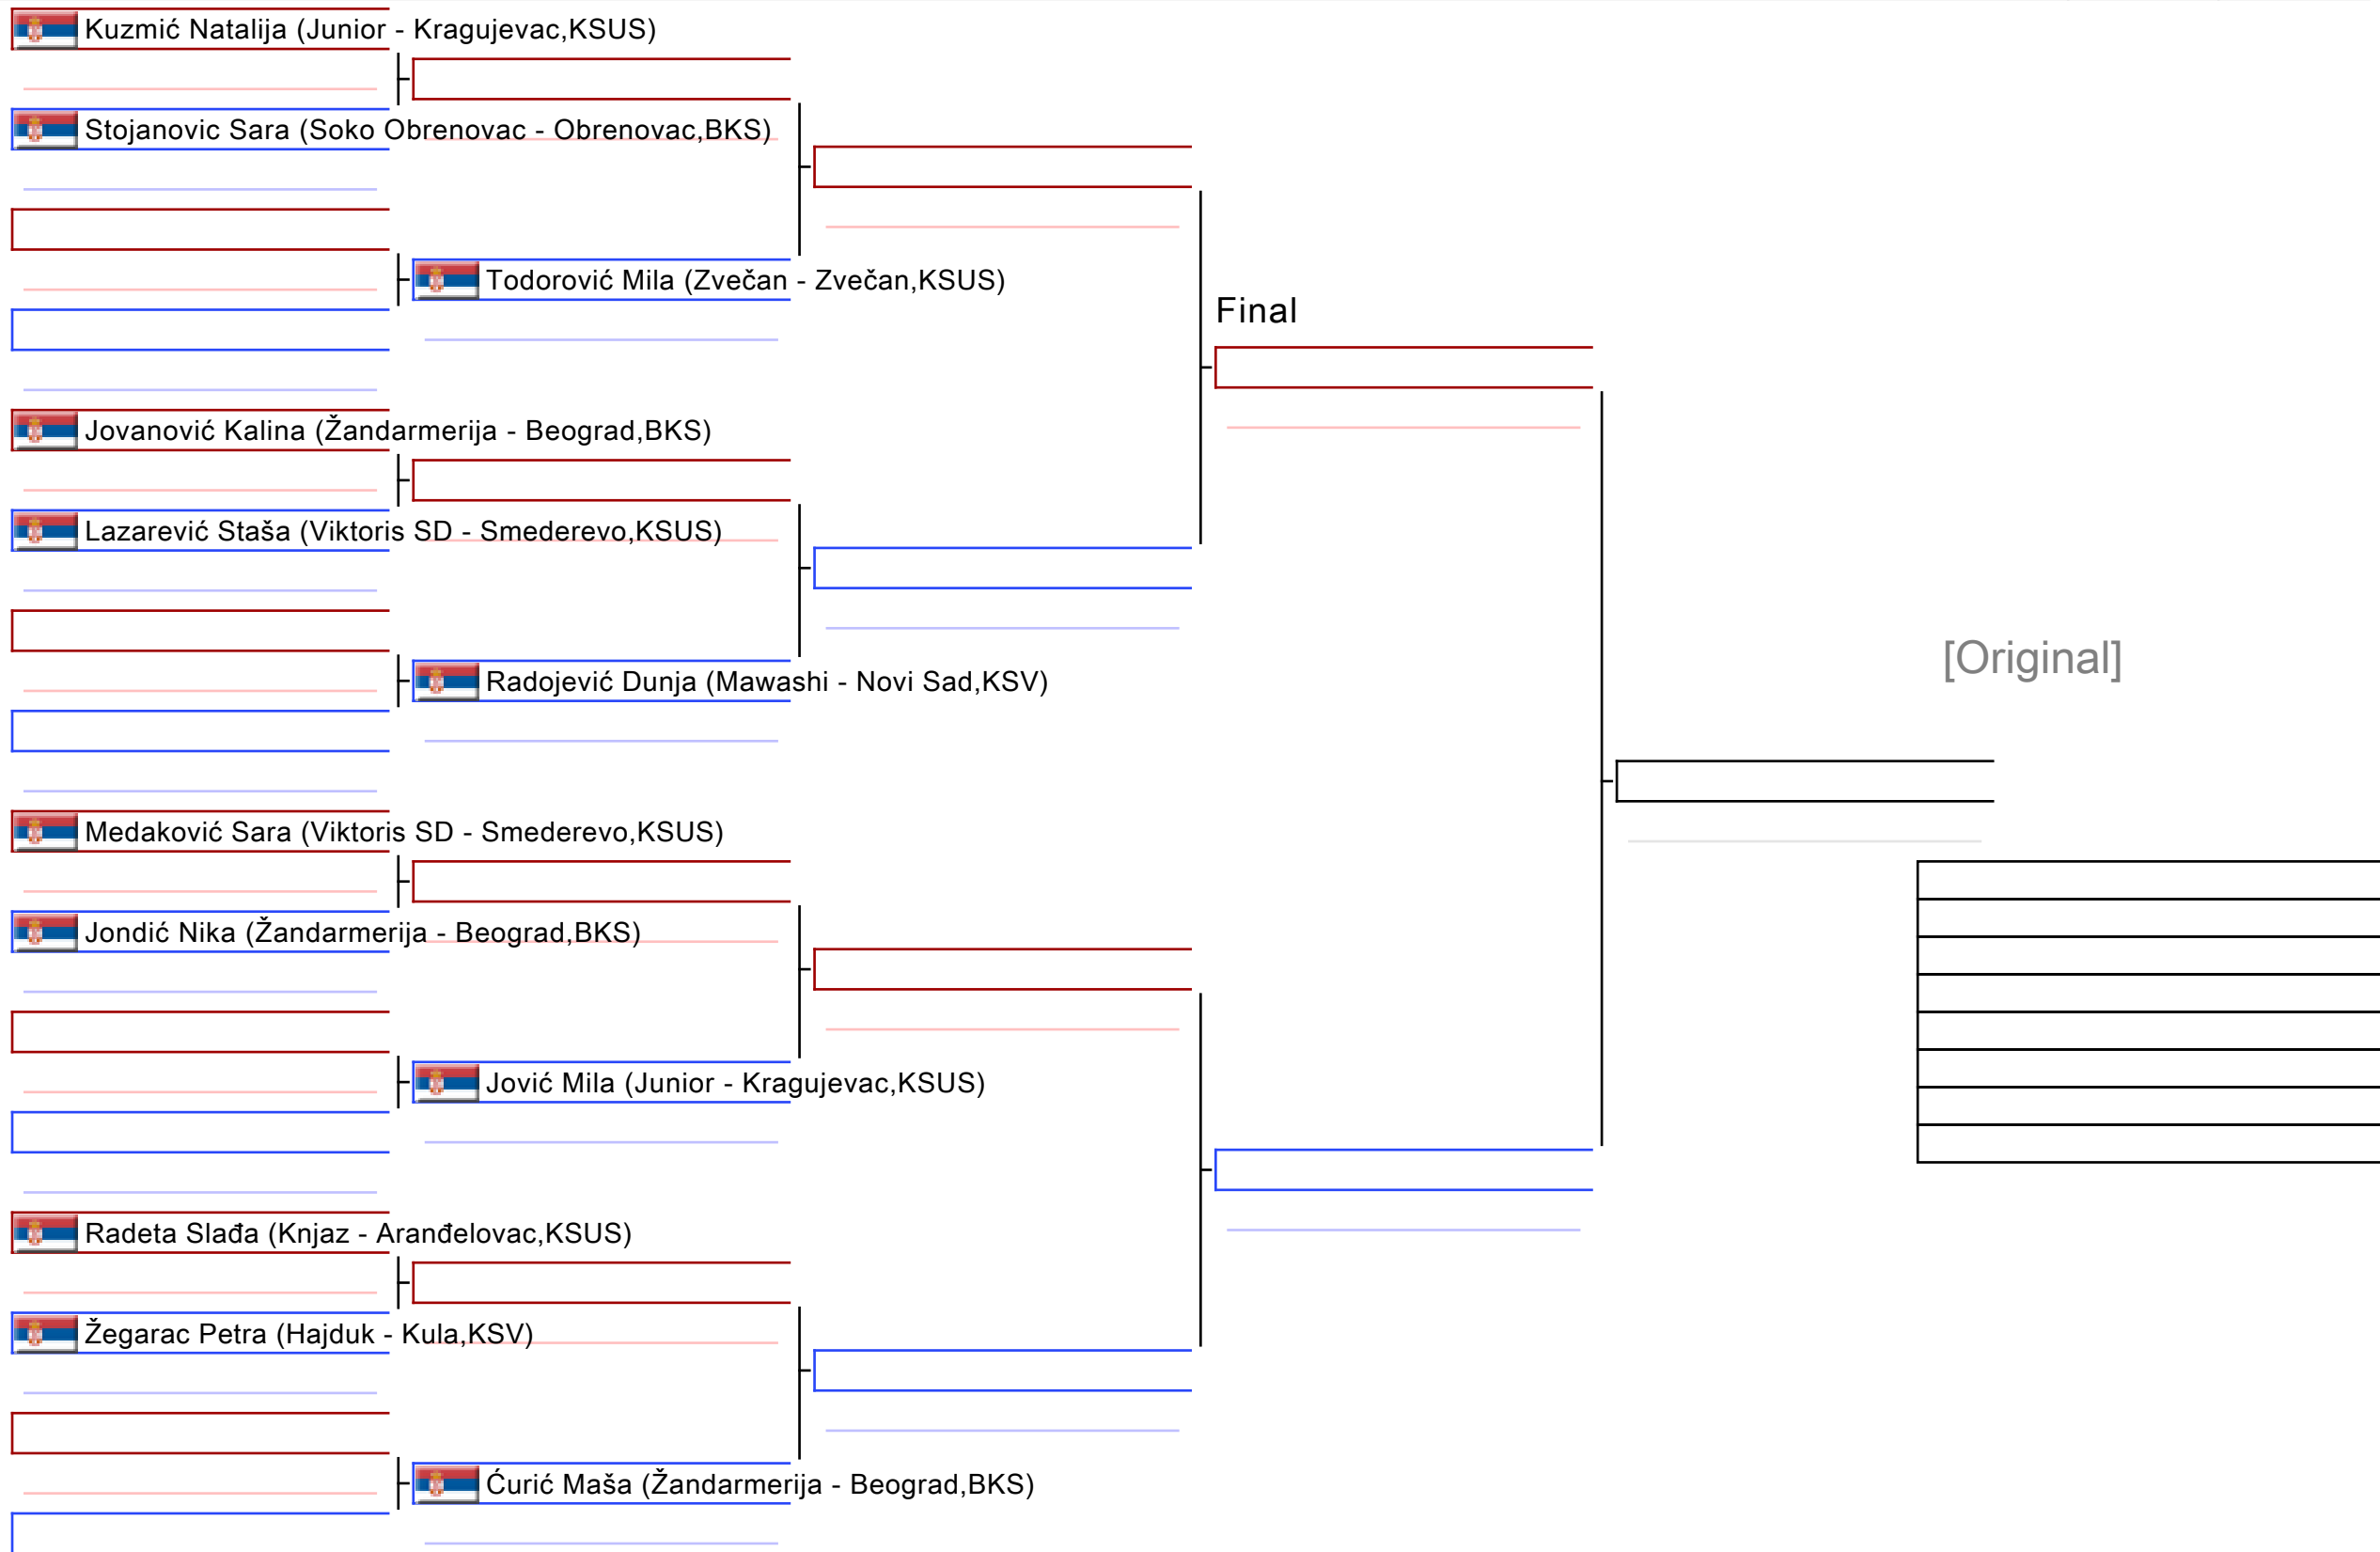 Kuzmić Natalija (Junior - Kragujevac,KSUS)
Stojanovic Sara (Soko Obrenovac - Obrenovac,BKS)
Todorović Mila (Zvečan - Zvečan,KSUS)
Final
Jovanović Kalina (Žandarmerija - Beograd,BKS)
Lazarević Staša (Viktoris SD - Smederevo,KSUS)
[Original]
Radojević Dunja (Mawashi - Novi Sad,KSV)
Medaković Sara (Viktoris SD - Smederevo,KSUS)
Jondić Nika (Žandarmerija - Beograd,BKS)
Jović Mila (Junior - Kragujevac,KSUS)
Radeta Slađa (Knjaz - Aranđelovac,KSUS)
Žegarac Petra (Hajduk - Kula,KSV)
Ćurić Maša (Žandarmerija - Beograd,BKS)